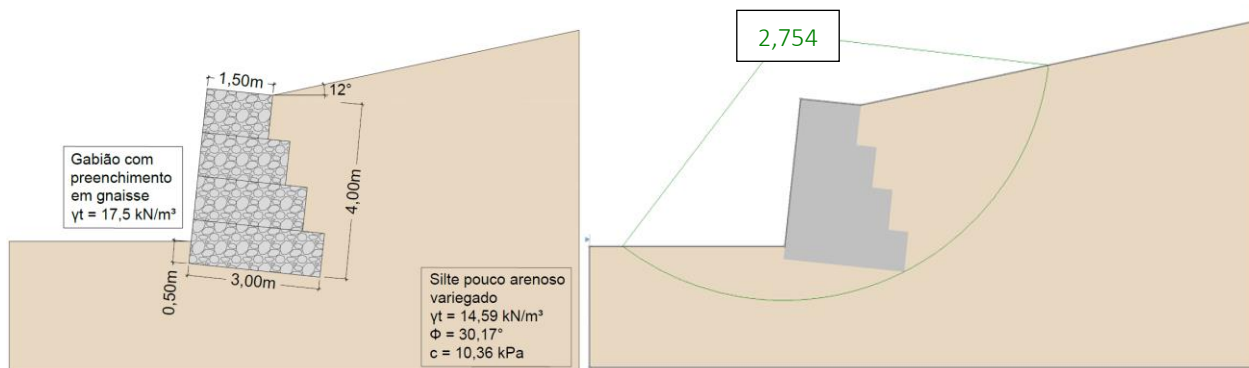 1,50m
12°
Gabião com
preenchimento
em gnaisse
γt = 17,5 kN/m³
4,00m
0,50m
3,00m
Silte pouco arenoso
variegado
γt = 14,59 kN/m³
Φ = 30,17°
c = 10,36 kPa
2,754